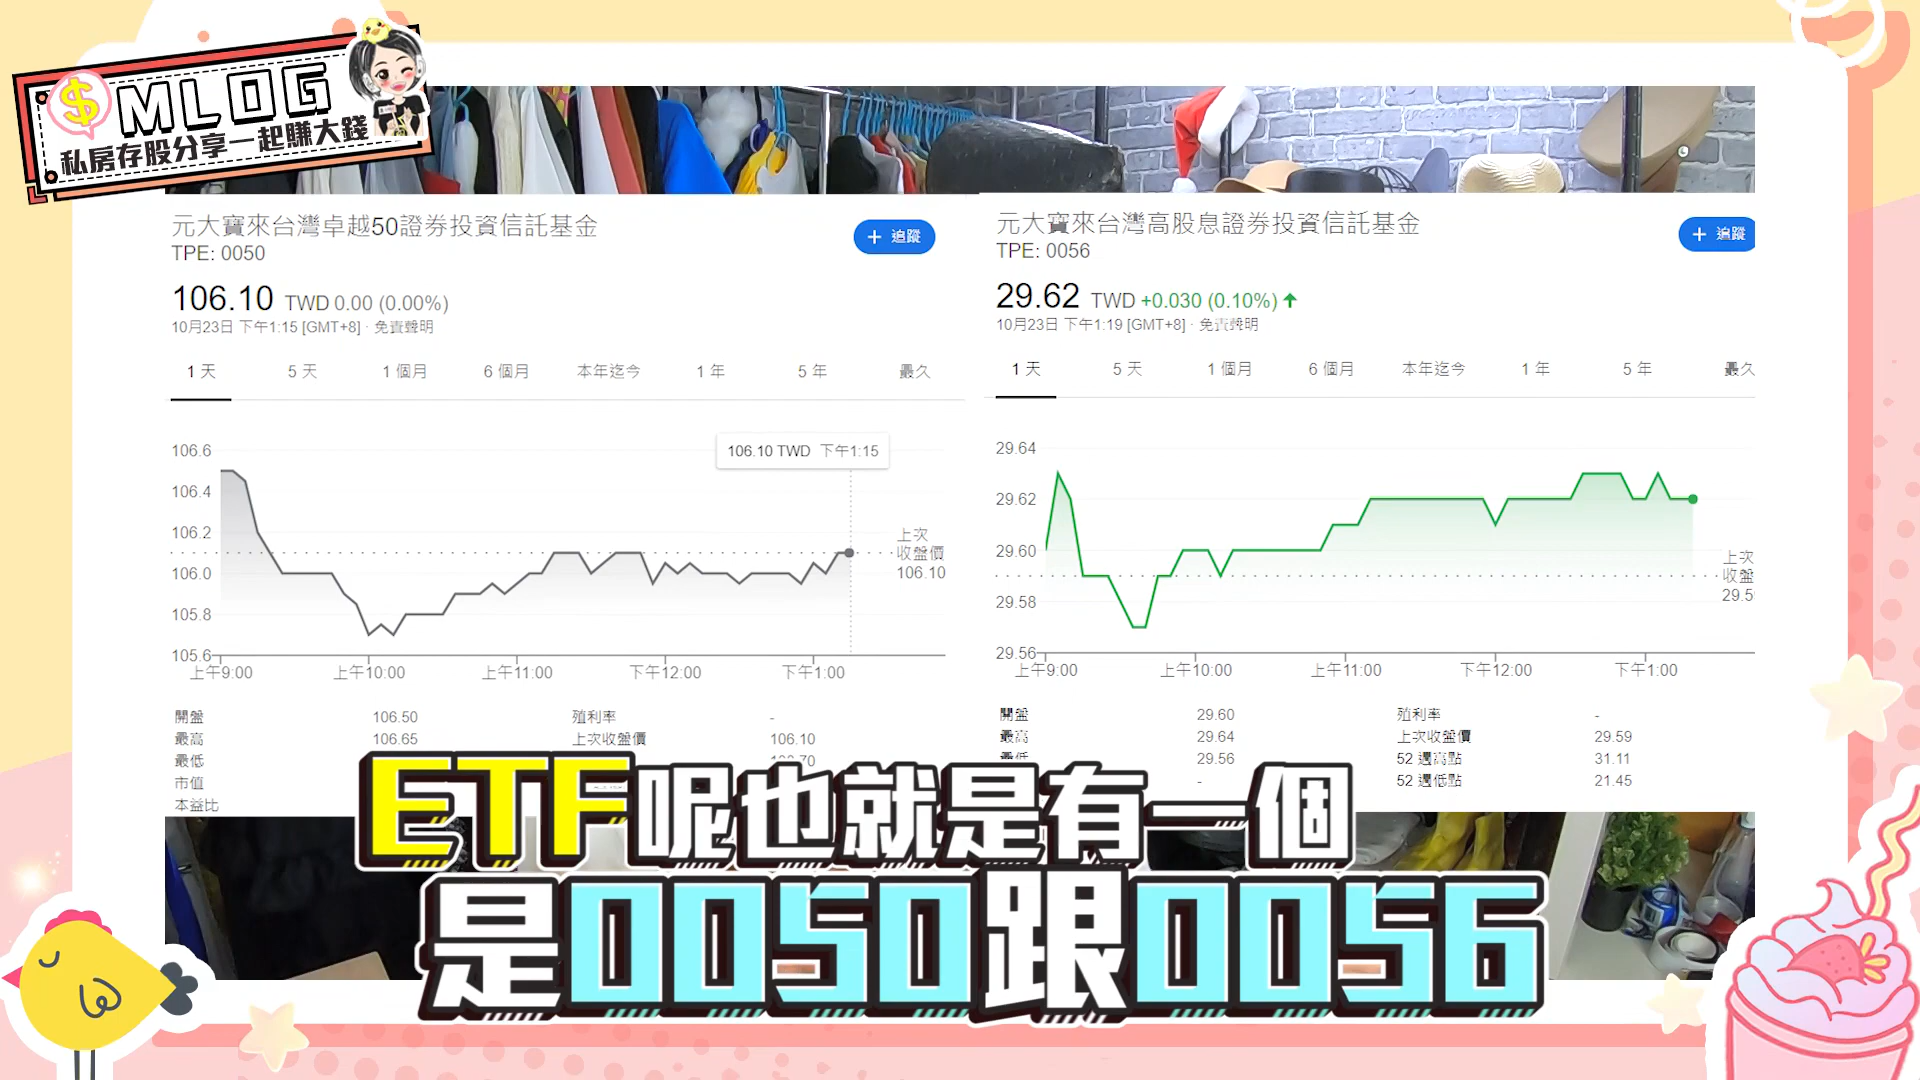 $MLOG
私房存股分享一起賺大錢
元大寶來台灣卓越50證券投資信託基金
TPE: 0050
+ 追蹤
106.10 TWD 0.00 (0.00%)
10月23日 下午1:15 [GMT+8] · 免責聲明
1 天 5 天 1 個月 6 個月 本年迄今 1 年 5 年 最久
106.10 TWD 下午1:15
106.6
106.4
106.2
106.0
105.8
105.6
上次
收盤價
106.10
上午9:00 上午10:00 上午11:00 下午12:00 下午1:00
開盤 106.50 殖利率 -
最高 106.65 上次收盤價 106.10
最低
市值
本益比
元大寶來台灣高股息證券投資信託基金
TPE: 0056
+ 追蹤
29.62 TWD +0.030 (0.10%) ↑
10月23日 下午1:19 [GMT+8] · 免責聲明
1 天 5 天 1 個月 6 個月 本年迄今 1 年 5 年 最久
29.64
29.62
29.60
29.58
29.56
上次
收盤
29.5
上午9:00 上午10:00 上午11:00 下午12:00 下午1:00
開盤 29.60 殖利率 -
最高 29.64 上次收盤價 29.59
最低 29.56 52 週高點 31.11
- 52 週低點 21.45
ETF呢也就是有一個
是0050跟0056